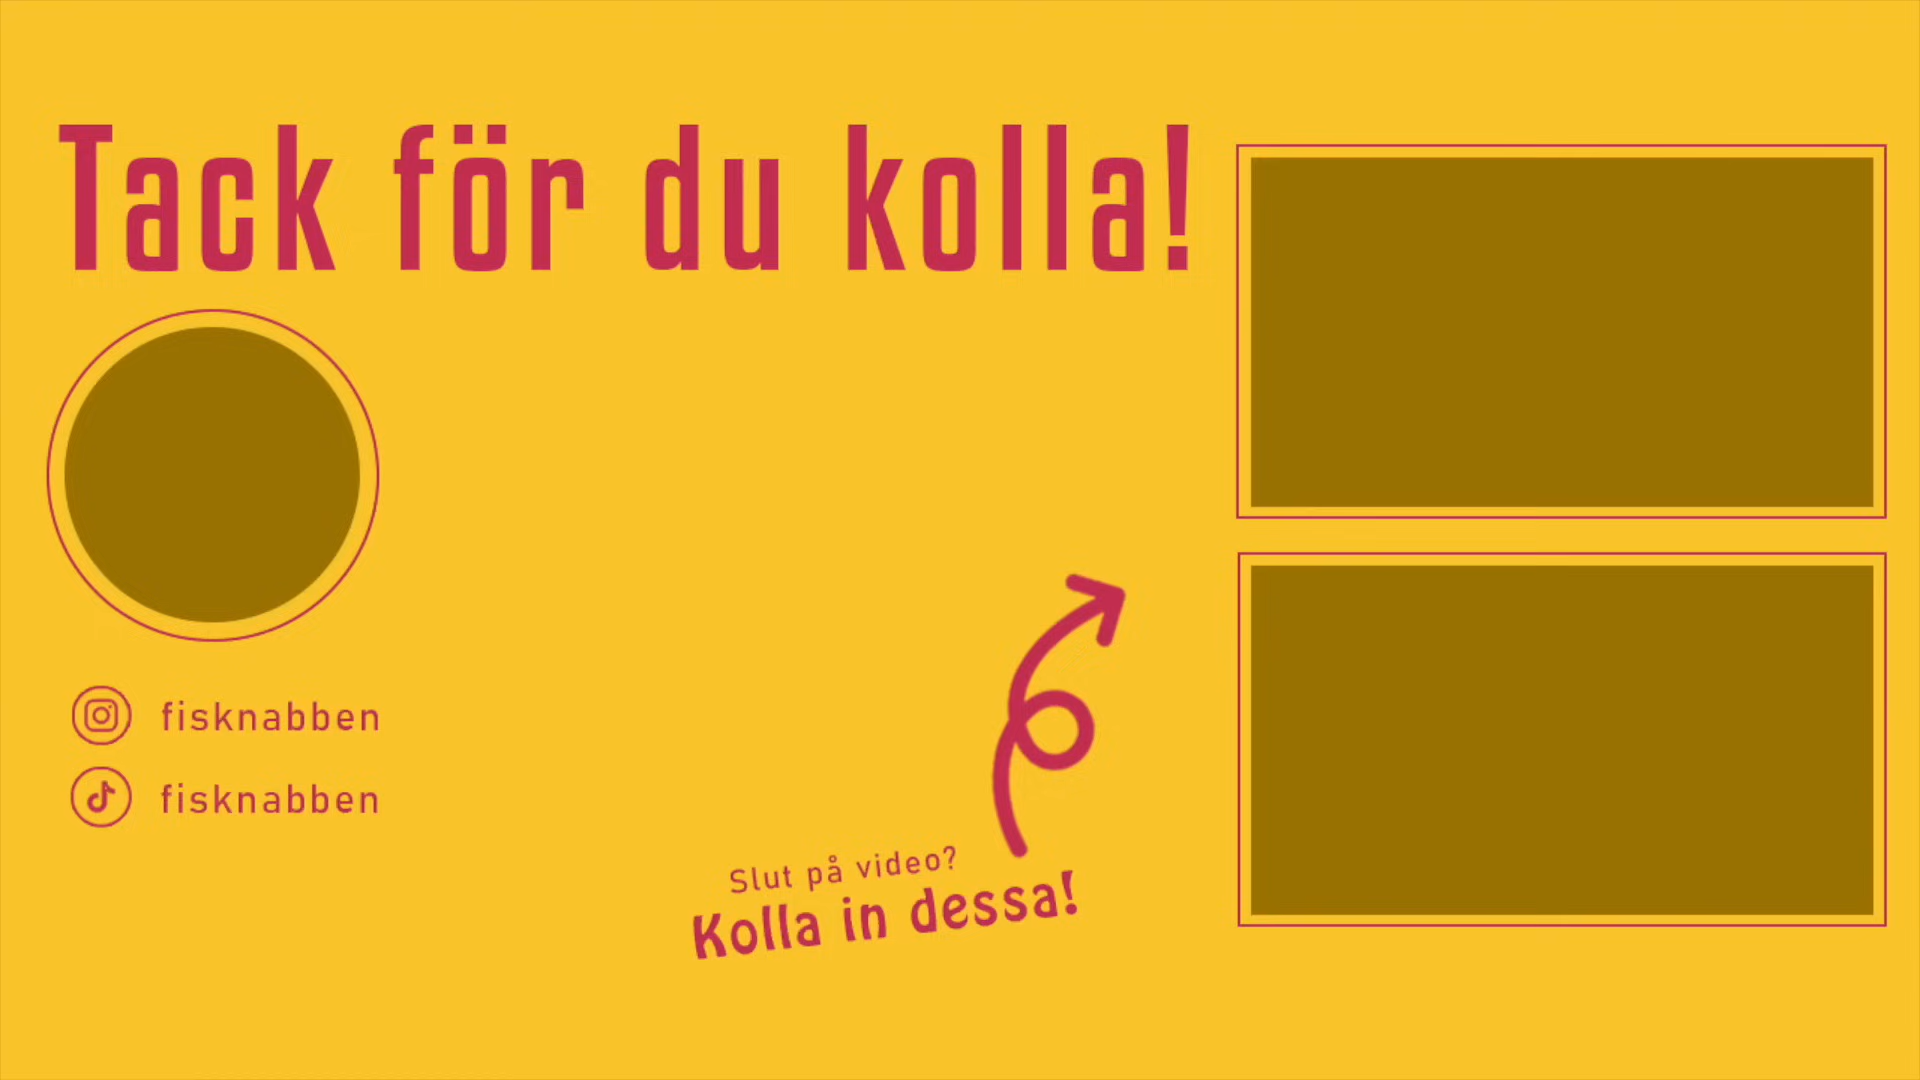 Tack för du kolla!
fisknabben
fisknabben
Slut på video?
Kolla in dessa!